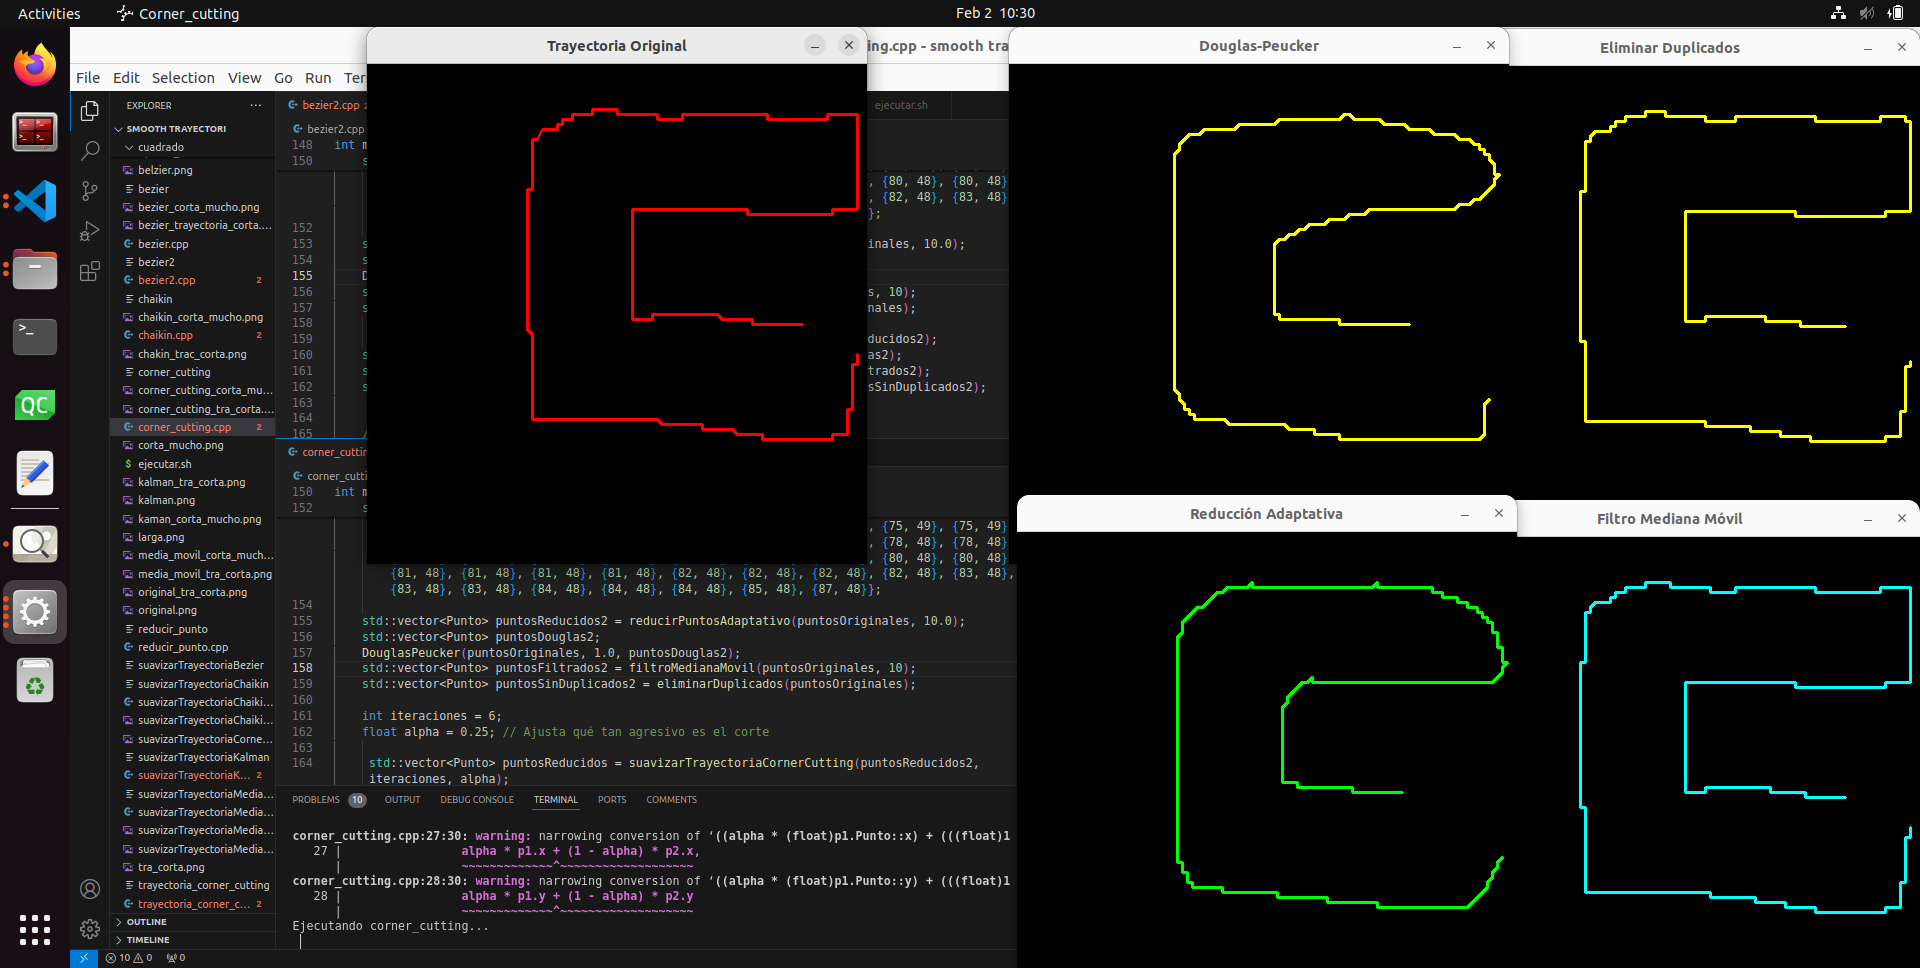 Activities
Corner_cutting
Feb 2 10:30
Trayectoria Original
ing.cpp - smooth tra
Douglas-Peucker
Eliminar Duplicados
File Edit Selection View Go Run Ter
EXPLORER
SMOOTH TRAYECTORI
cuadrado
belzier.png
bezier
bezier_corta_mucho.png
bezier_trayectoria_corta....
bezier.cpp
bezier2
bezier2.cpp 2
chaikin
chaikin_corta_mucho.png
chaikin.cpp 2
chakin_trac_corta.png
corner_cutting
corner_cutting_corta_mu...
corner_cutting_tra_corta....
corner_cutting.cpp 2
corta_mucho.png
ejecutar.sh
kalman_tra_corta.png
kalman.png
kaman_corta_mucho.png
larga.png
media_movil_corta_much...
media_movil_tra_corta.png
original_tra_corta.png
original.png
reducir_punto
reducir_punto.cpp
suavizarTrayectoriaBezier
suavizarTrayectoriaChaikin
suavizarTrayectoriaChaiki...
suavizarTrayectoriaChaiki...
suavizarTrayectoriaCorne...
suavizarTrayectoriaKalman
suavizarTrayectoriaK... 2
suavizarTrayectoriaMedia...
suavizarTrayectoriaMedia...
suavizarTrayectoriaMedia...
suavizarTrayectoriaMedia...
tra_corta.png
trayectoria_corner_cutting
trayectoria_corner_c... 2
OUTLINE
TIMELINE
bezier2.cpp 2
ejecutar.sh
bezier2.cpp
148 int m
150 s
, {80, 48}, {80, 48}
, {82, 48}, {83, 48}
};
152
153 s inales, 10.0);
154 s
155 D
156 s s, 10);
157 s nales);
158
159 ducidos2);
160 s as2);
161 s trados2);
162 s sSinDuplicados2);
163
164
165 /
corner_cuttin
corner_cutti
150 int m
152 s
, {75, 49}, {75, 49}
, {78, 48}, {78, 48}
, {80, 48}, {80, 48}
{81, 48}, {81, 48}, {81, 48}, {81, 48}, {82, 48}, {82, 48}, {82, 48}, {82, 48}, {83, 48},
{83, 48}, {83, 48}, {84, 48}, {84, 48}, {84, 48}, {85, 48}, {87, 48}};
154
155 std::vector<Punto> puntosReducidos2 = reducirPuntosAdaptativo(puntosOriginales, 10.0);
156 std::vector<Punto> puntosDouglas2;
157 DouglasPeucker(puntosOriginales, 1.0, puntosDouglas2);
158 std::vector<Punto> puntosFiltrados2 = filtroMedianaMovil(puntosOriginales, 10);
159 std::vector<Punto> puntosSinDuplicados2 = eliminarDuplicados(puntosOriginales);
160
161 int iteraciones = 6;
162 float alpha = 0.25; // Ajusta qué tan agresivo es el corte
163
164 std::vector<Punto> puntosReducidos = suavizarTrayectoriaCornerCutting(puntosReducidos2,
iteraciones, alpha);
PROBLEMS 10 OUTPUT DEBUG CONSOLE TERMINAL PORTS COMMENTS
corner_cutting.cpp:27:30: warning: narrowing conversion of ‘((alpha * (float)p1.Punto::x) + (((float)1
27 | alpha * p1.x + (1 - alpha) * p2.x,
| ~~~~~~~~~~~~~^~~~~~~~~~~~~~~~~~~~
corner_cutting.cpp:28:30: warning: narrowing conversion of ‘((alpha * (float)p1.Punto::y) + (((float)1
28 | alpha * p1.y + (1 - alpha) * p2.y
| ~~~~~~~~~~~~~^~~~~~~~~~~~~~~~~~~~
Ejecutando corner_cutting...
Reducción Adaptativa
Filtro Mediana Móvil
QC
10 0 0